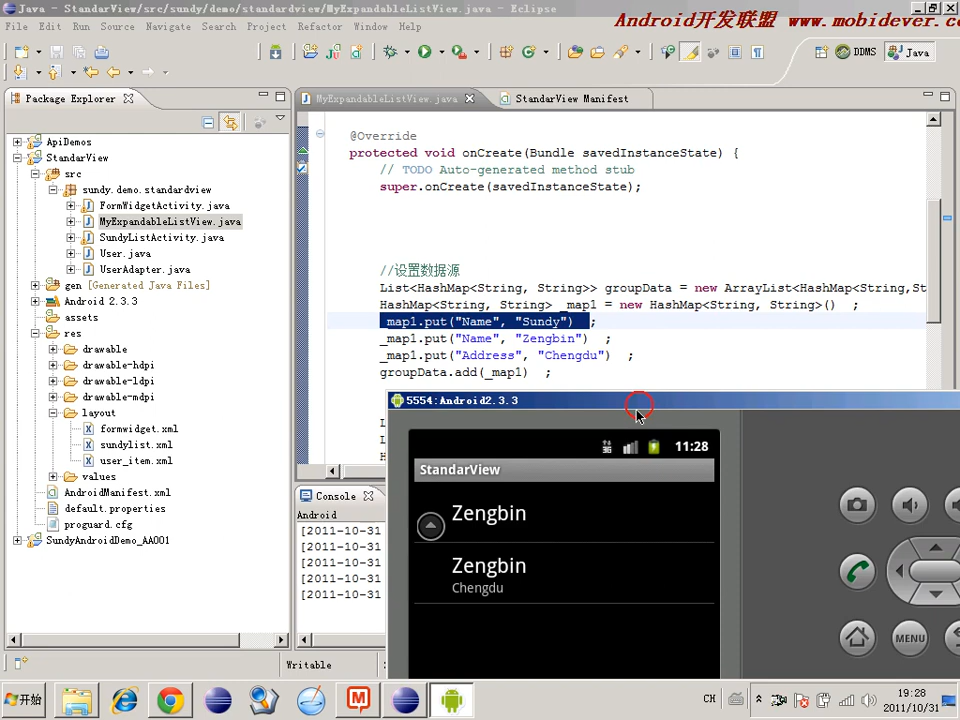 Java - StandarView/src/sundy/demo/standardview/MyExpandableListView.java - Eclipse
Android开发联盟 www.mobidever.com
File Edit Run Source Navigate Search Project Refactor Window Help
DDMS Java
Package Explorer
MyExpandableListView.java
StandarView Manifest
ApiDemos
StandarView
src
sundy.demo.standardview
FormWidgetActivity.java
MyExpandableListView.java
SundyListActivity.java
User.java
UserAdapter.java
gen [Generated Java Files]
Android 2.3.3
assets
res
drawable
drawable-hdpi
drawable-ldpi
drawable-mdpi
layout
formwidget.xml
sundylist.xml
user_item.xml
values
AndroidManifest.xml
default.properties
proguard.cfg
SundyAndroidDemo_AA001
@Override
protected void onCreate(Bundle savedInstanceState) {
// TODO Auto-generated method stub
super.onCreate(savedInstanceState);
//设置数据源
List<HashMap<String, String>> groupData = new ArrayList<HashMap<String,St
HashMap<String, String> _map1 = new HashMap<String, String>() ;
_map1.put("Name", "Sundy") ;
_map1.put("Name", "Zengbin") ;
_map1.put("Address", "Chengdu") ;
groupData.add(_map1) ;
Console
Android
[2011-10-31
[2011-10-31
[2011-10-31
[2011-10-31
[2011-10-31
5554:Android2.3.3
11:28
StandarView
Zengbin
Zengbin
Chengdu
MENU
Writable
开始
CH
19:28
2011/10/31